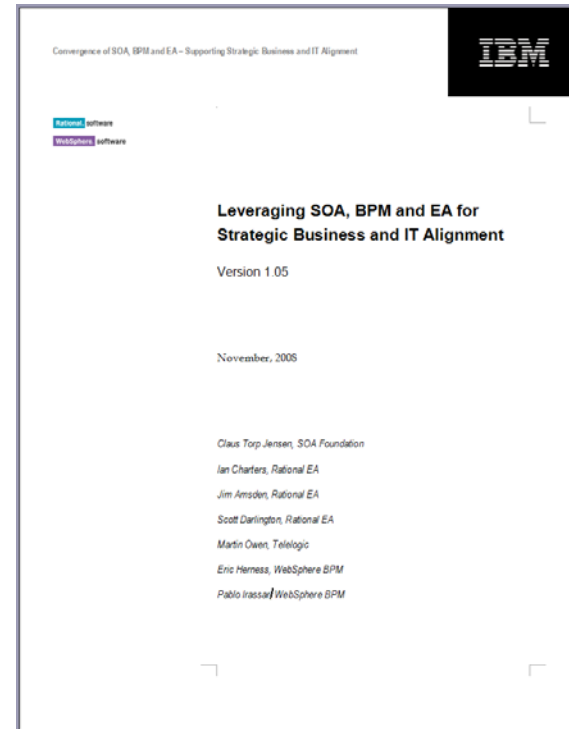 Convergence of SOA, BPM and EA – Supporting Strategic Business and IT Alignment
IBM
Rational. software
WebSphere. software
Leveraging SOA, BPM and EA for
Strategic Business and IT Alignment
Version 1.05
November, 2008
Claus Torp Jensen, SOA Foundation
Ian Charters, Rational EA
Jim Amsden, Rational EA
Scott Darlington, Rational EA
Martin Owen, Telelogic
Eric Herness, WebSphere BPM
Pablo Irassar, WebSphere BPM